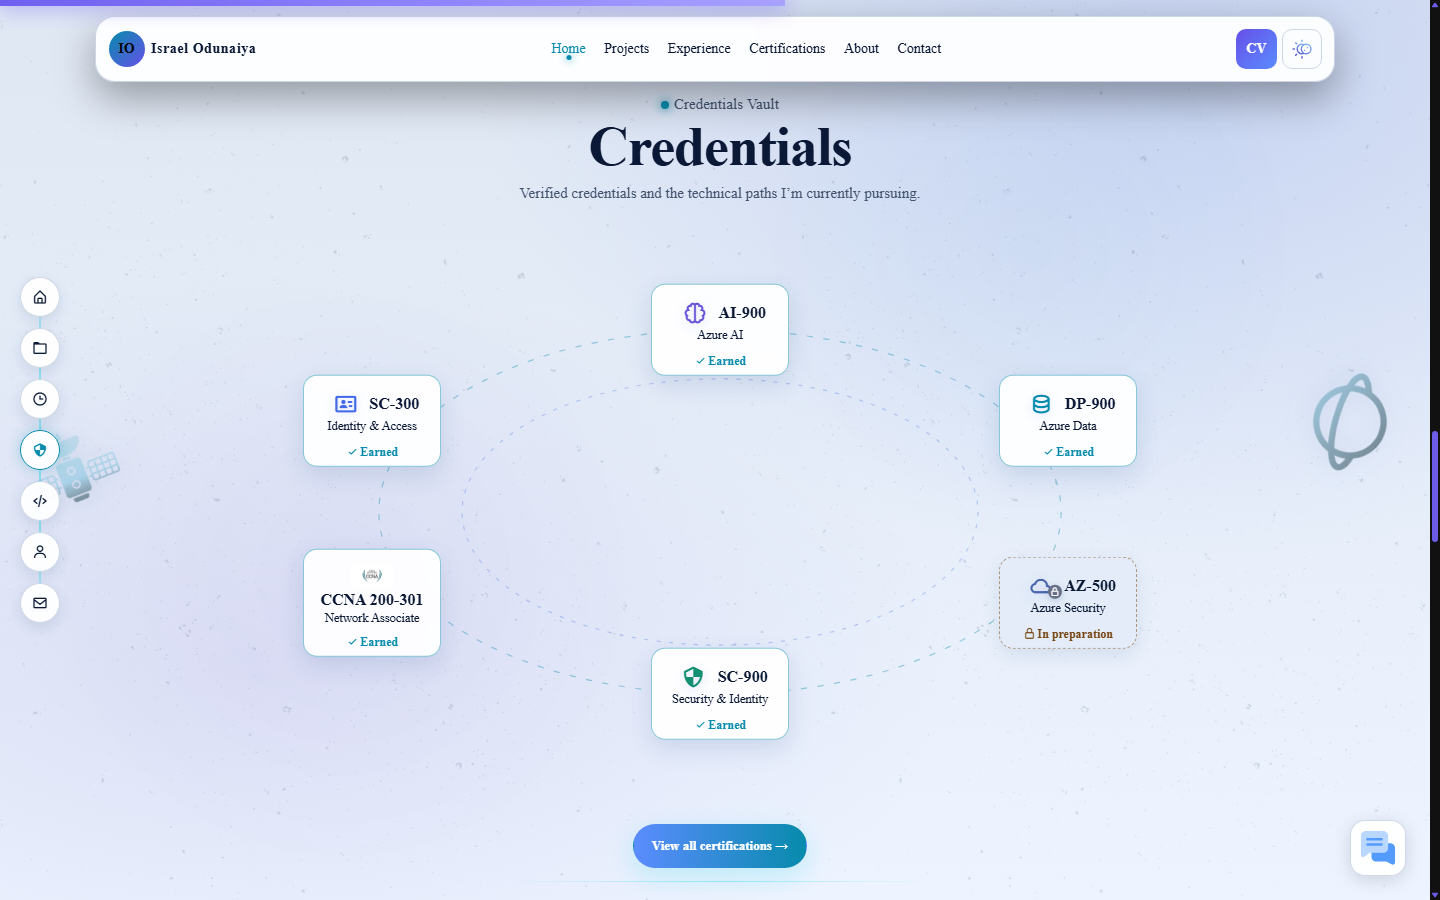 IO Israel Odunaiya Home Projects Experience Certifications About Contact CV
Credentials Vault
Credentials
Verified credentials and the technical paths I’m currently pursuing.
AI-900
Azure AI
✓ Earned
SC-300
Identity & Access
✓ Earned
DP-900
Azure Data
✓ Earned
CCNA
CCNA 200-301
Network Associate
✓ Earned
AZ-500
Azure Security
In preparation
SC-900
Security & Identity
✓ Earned
View all certifications →